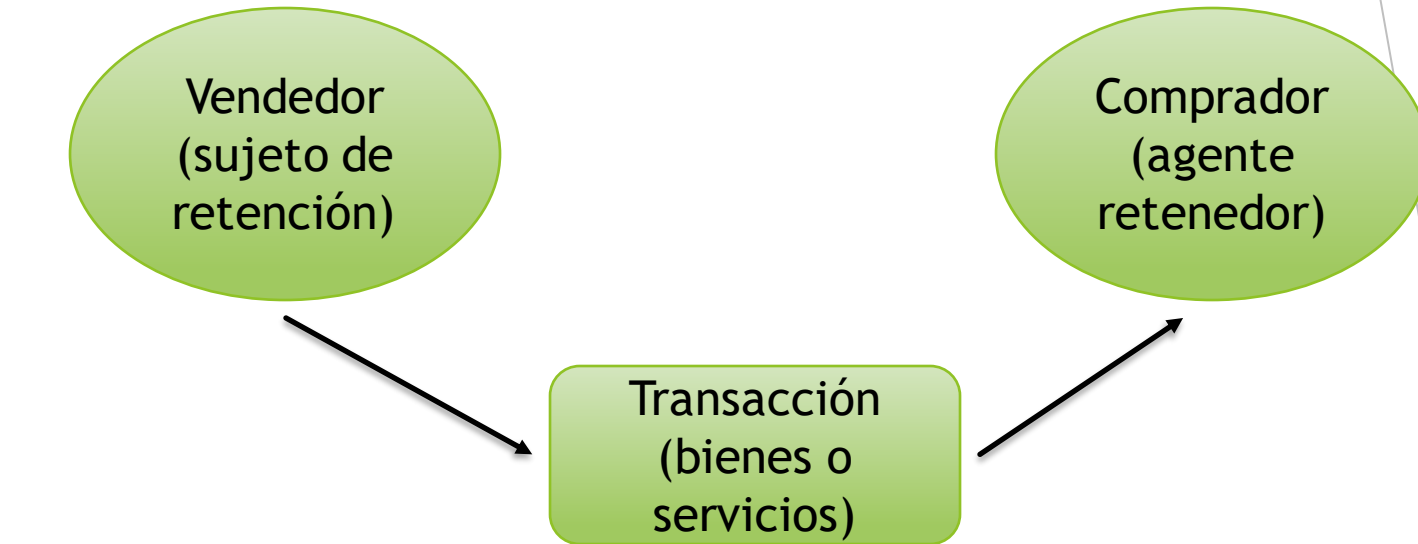 Vendedor
(sujeto de
retención)
Comprador
(agente
retenedor)
Transacción
(bienes o
servicios)